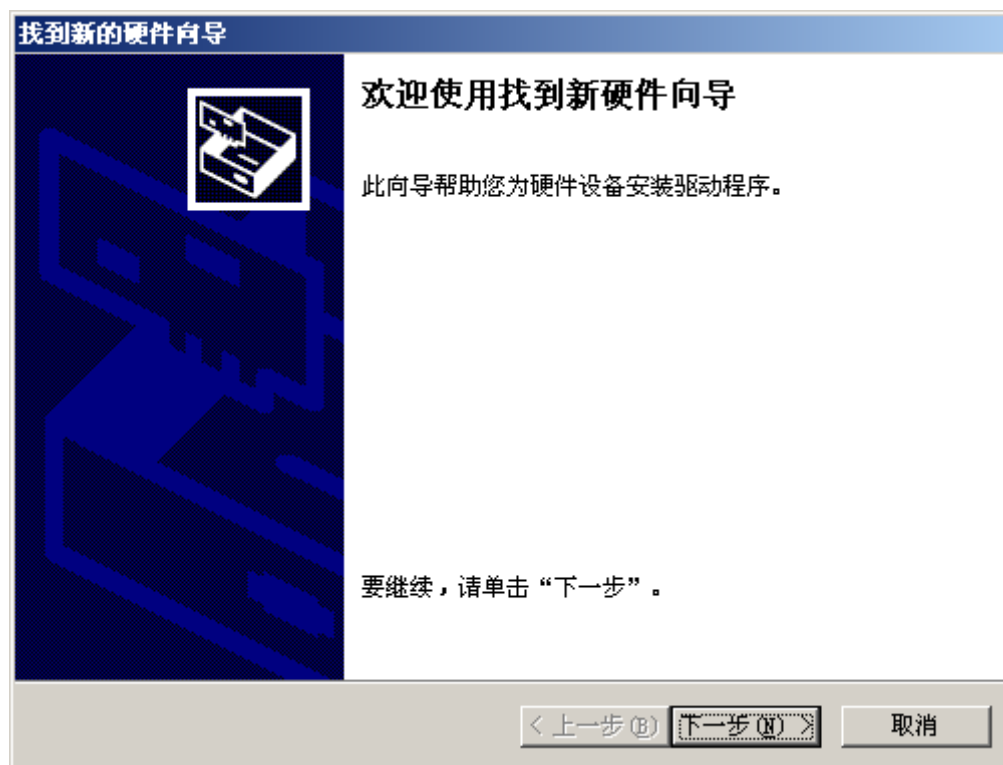 找到新的硬件向导
欢迎使用找到新硬件向导
此向导帮助您为硬件设备安装驱动程序。
要继续，请单击“下一步”。
< 上一步(B)
下一步(N) >
取消